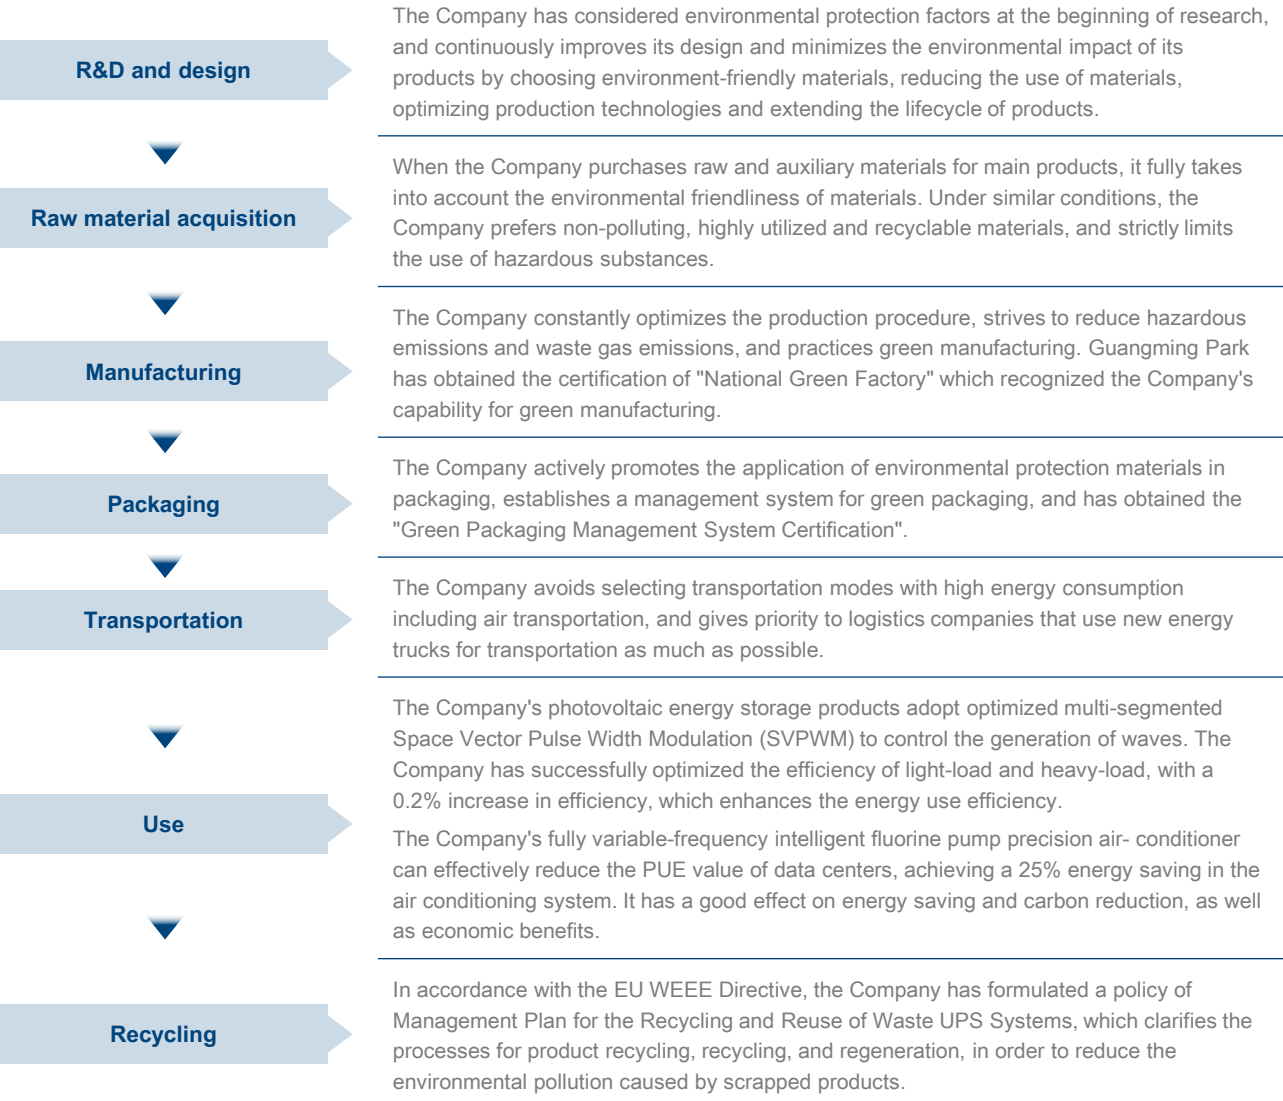 R&D and design
The Company has considered environmental protection factors at the beginning of research,
and continuously improves its design and minimizes the environmental impact of its
products by choosing environment-friendly materials, reducing the use of materials,
optimizing production technologies and extending the lifecycle of products.
Raw material acquisition
When the Company purchases raw and auxiliary materials for main products, it fully takes
into account the environmental friendliness of materials. Under similar conditions, the
Company prefers non-polluting, highly utilized and recyclable materials, and strictly limits
the use of hazardous substances.
Manufacturing
The Company constantly optimizes the production procedure, strives to reduce hazardous
emissions and waste gas emissions, and practices green manufacturing. Guangming Park
has obtained the certification of "National Green Factory" which recognized the Company's
capability for green manufacturing.
Packaging
The Company actively promotes the application of environmental protection materials in
packaging, establishes a management system for green packaging, and has obtained the
"Green Packaging Management System Certification".
Transportation
The Company avoids selecting transportation modes with high energy consumption
including air transportation, and gives priority to logistics companies that use new energy
trucks for transportation as much as possible.
Use
The Company's photovoltaic energy storage products adopt optimized multi-segmented
Space Vector Pulse Width Modulation (SVPWM) to control the generation of waves. The
Company has successfully optimized the efficiency of light-load and heavy-load, with a
0.2% increase in efficiency, which enhances the energy use efficiency.
The Company's fully variable-frequency intelligent fluorine pump precision air- conditioner
can effectively reduce the PUE value of data centers, achieving a 25% energy saving in the
air conditioning system. It has a good effect on energy saving and carbon reduction, as well
as economic benefits.
Recycling
In accordance with the EU WEEE Directive, the Company has formulated a policy of
Management Plan for the Recycling and Reuse of Waste UPS Systems, which clarifies the
processes for product recycling, recycling, and regeneration, in order to reduce the
environmental pollution caused by scrapped products.